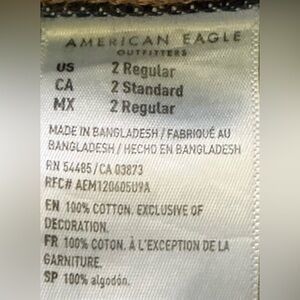 AMERICAN EAGLE
OUTFITTERS
US 2 Regular
CA 2 Standard
MX 2 Regular
MADE IN BANGLADESH / FABRIQUÉ AU
BANGLADESH / HECHO EN BANGLADESH
RN 54485 / CA 03873
RFC# AEM120605U9A
EN 100% COTTON. EXCLUSIVE OF
DECORATION.
FR 100% COTON. À L'EXCEPTION DE LA
GARNITURE.
SP 100% algodón.